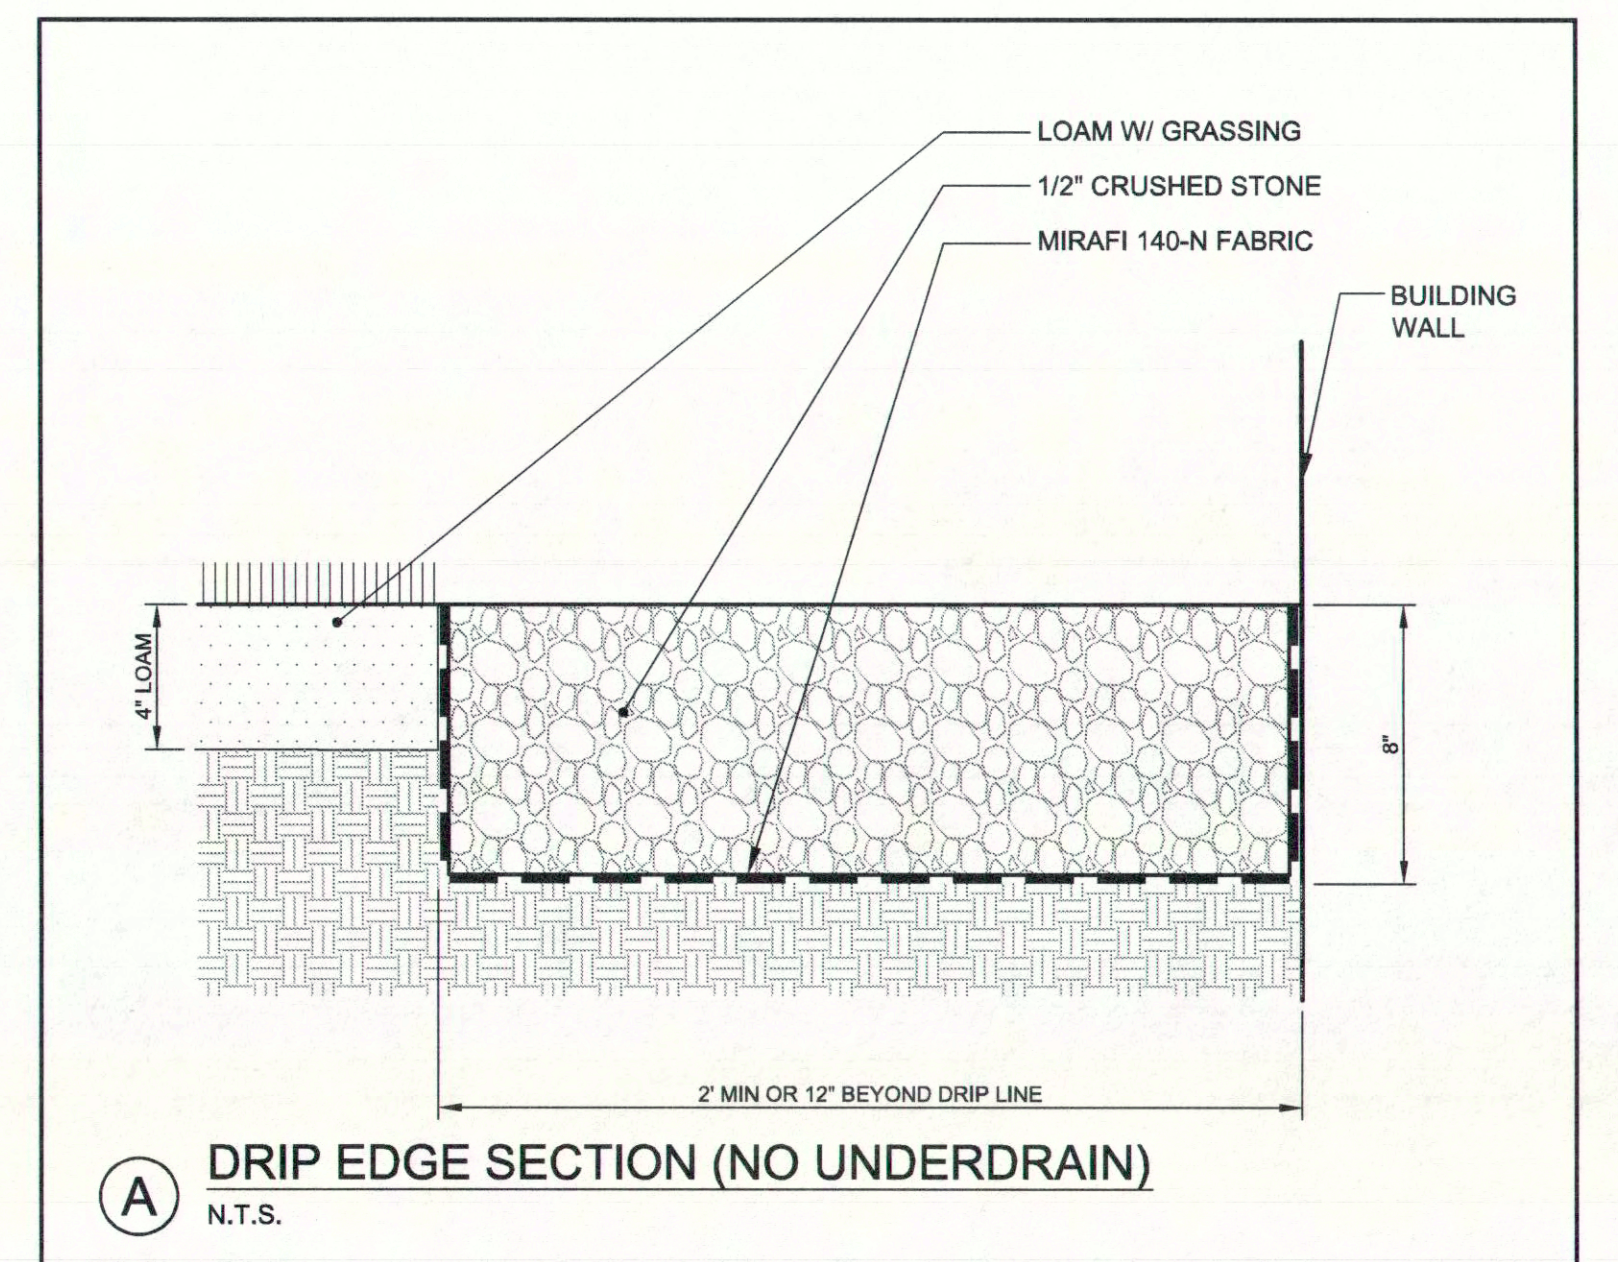 LOAM W/ GRASSING
1/2" CRUSHED STONE
MIRAFI 140-N FABRIC
BUILDING
WALL
4" LOAM
8"
2' MIN OR 12" BEYOND DRIP LINE
A
DRIP EDGE SECTION (NO UNDERDRAIN)
N.T.S.